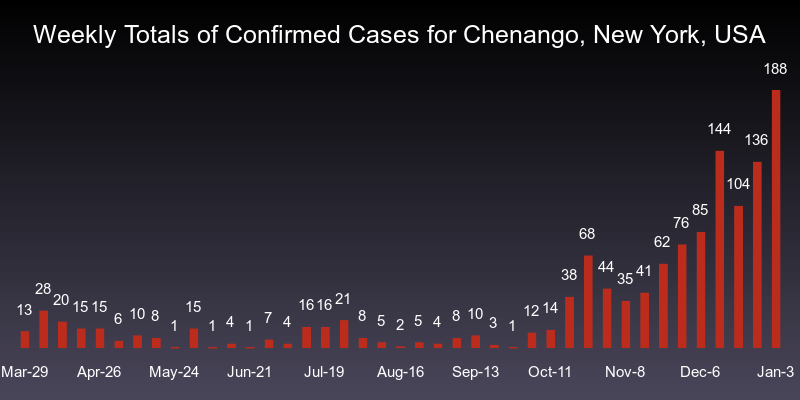 Weekly Totals of Confirmed Cases for Chenango, New York, USA
13 28 20 15 15 6 10 8 1 15 1 4 1 7 4 16 16 21 8 5 2 5 4 8 10 3 1 12 14 38 68 44 35 41 62 76 85 144 104 136 188
Mar-29 Apr-26 May-24 Jun-21 Jul-19 Aug-16 Sep-13 Oct-11 Nov-8 Dec-6 Jan-3